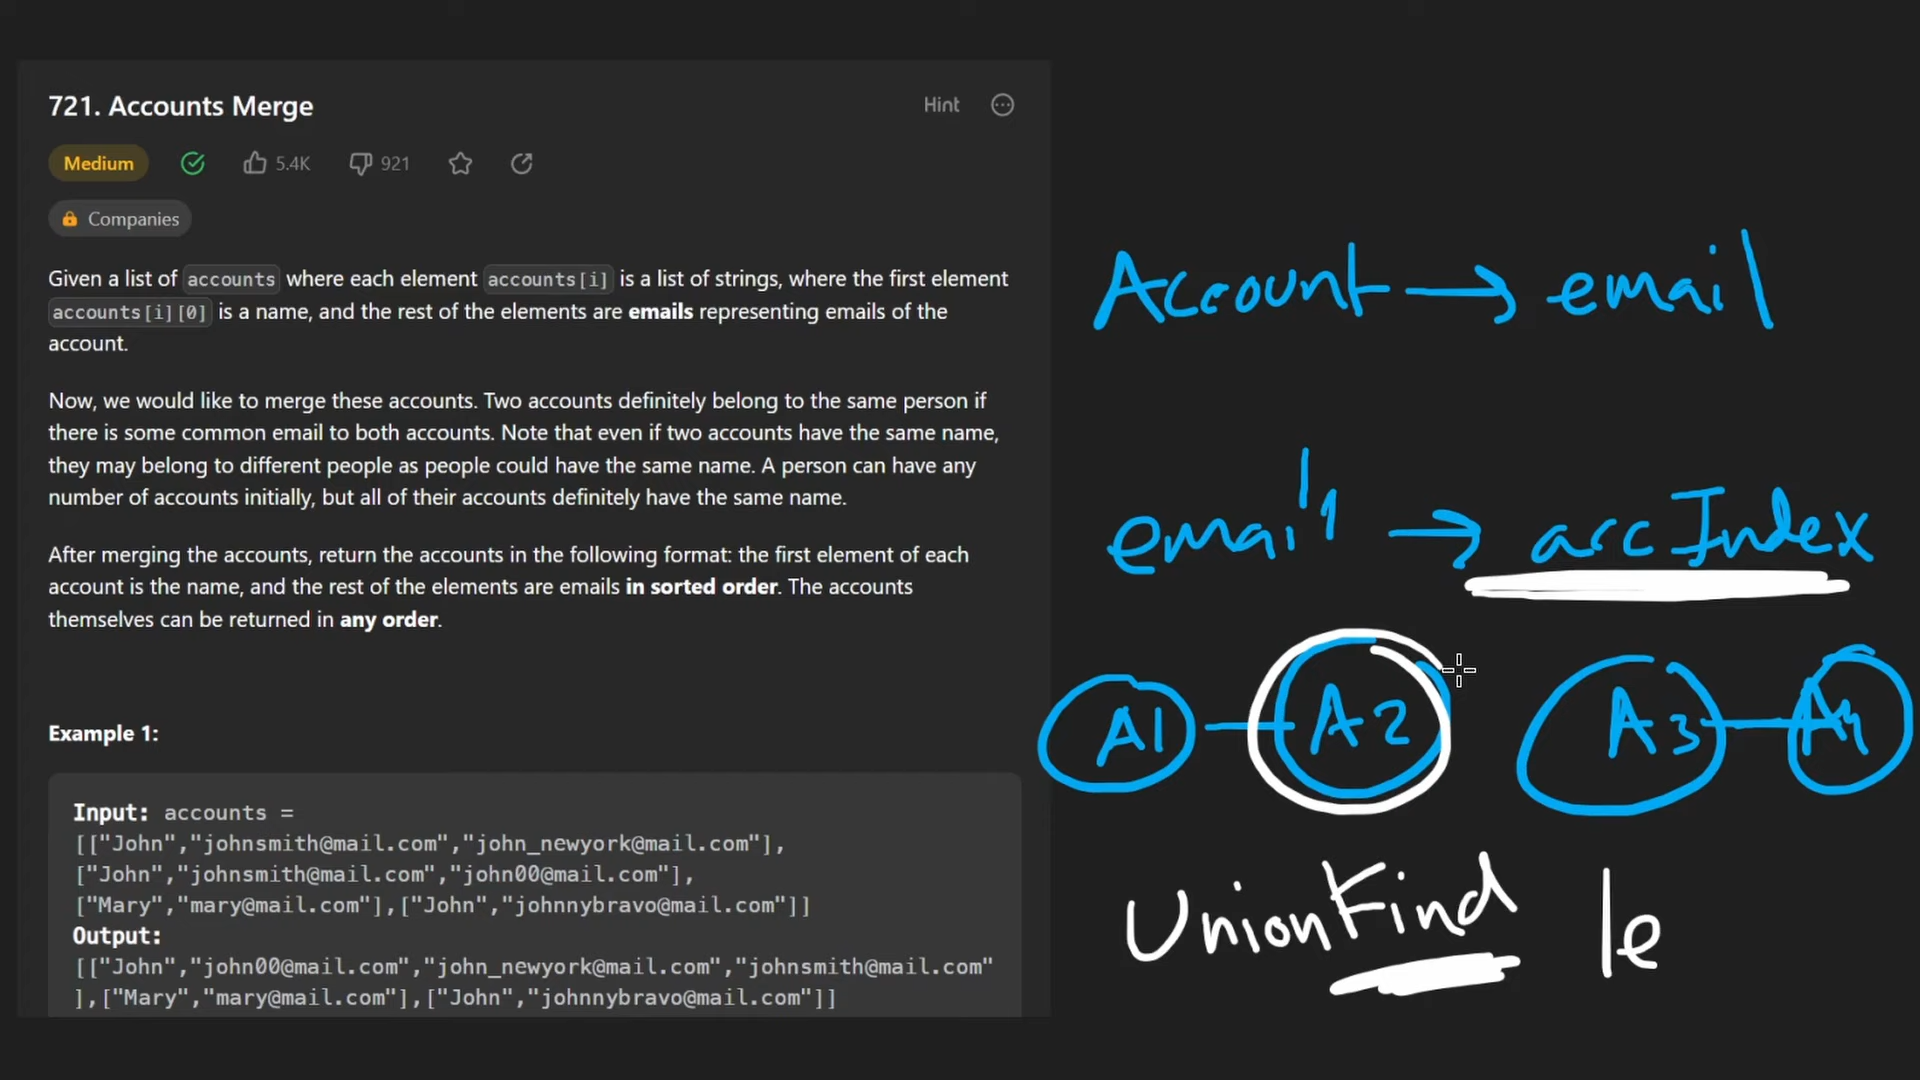 721. Accounts Merge
Hint
Medium
5.4K
921
Companies
Given a list of accounts where each element accounts[i] is a list of strings, where the first element
accounts[i][0] is a name, and the rest of the elements are emails representing emails of the
account.
Now, we would like to merge these accounts. Two accounts definitely belong to the same person if
there is some common email to both accounts. Note that even if two accounts have the same name,
they may belong to different people as people could have the same name. A person can have any
number of accounts initially, but all of their accounts definitely have the same name.
After merging the accounts, return the accounts in the following format: the first element of each
account is the name, and the rest of the elements are emails in sorted order. The accounts
themselves can be returned in any order.
Example 1:
Input: accounts =
[["John","johnsmith@mail.com","john_newyork@mail.com"],
["John","johnsmith@mail.com","john00@mail.com"],
["Mary","mary@mail.com"],["John","johnnybravo@mail.com"]]
Output:
[["John","john00@mail.com","john_newyork@mail.com","johnsmith@mail.com"
],["Mary","mary@mail.com"],["John","johnnybravo@mail.com"]]
Account → email
email1 → accIndex
A1 A2 A3 A4
UnionFind le